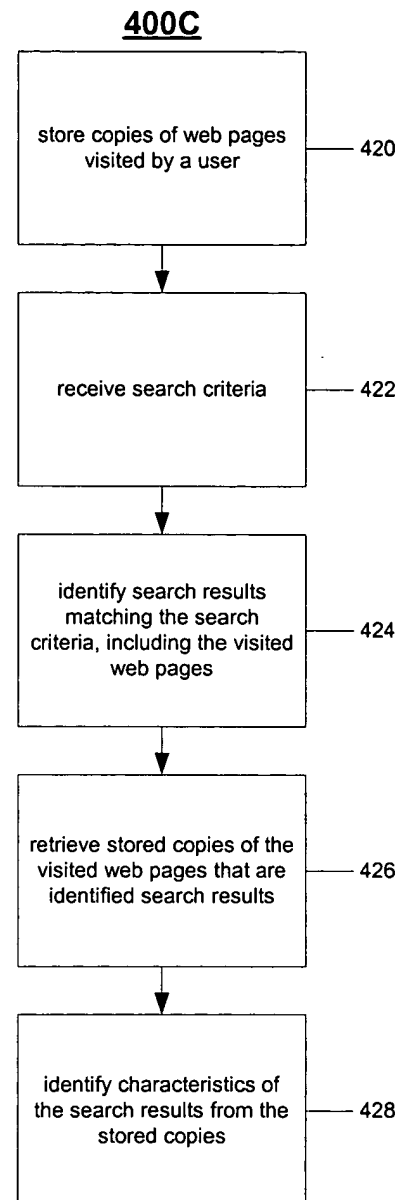 400C
store copies of web pages
visited by a user
420
receive search criteria
422
identify search results
matching the search
criteria, including the visited
web pages
424
retrieve stored copies of the
visited web pages that are
identified search results
426
identify characteristics of
the search results from the
stored copies
428